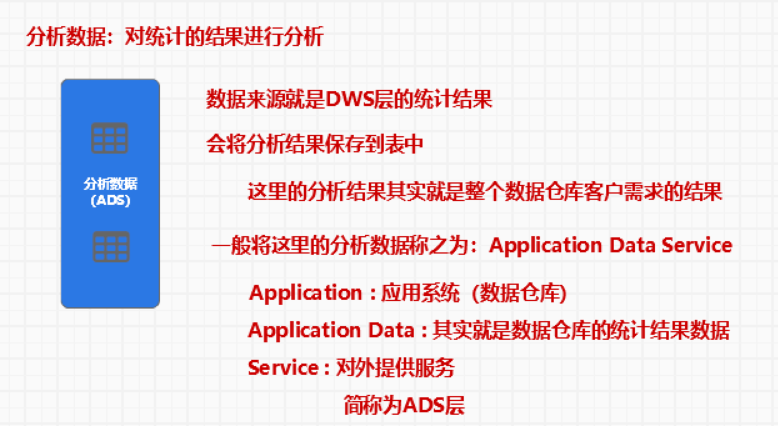 分析数据：对统计的结果进行分析
数据来源就是DWS层的统计结果
会将分析结果保存到表中
分析数据
(ADS)
这里的分析结果其实就是整个数据仓库客户需求的结果
一般将这里的分析数据称之为：Application Data Service
Application : 应用系统（数据仓库)
Application Data : 其实就是数据仓库的统计结果数据
Service : 对外提供服务
简称为ADS层